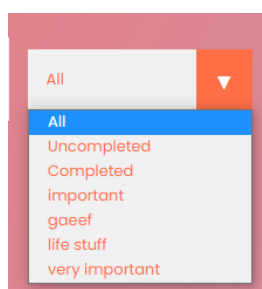 All
All
Uncompleted
Completed
important
gaeef
life stuff
very important